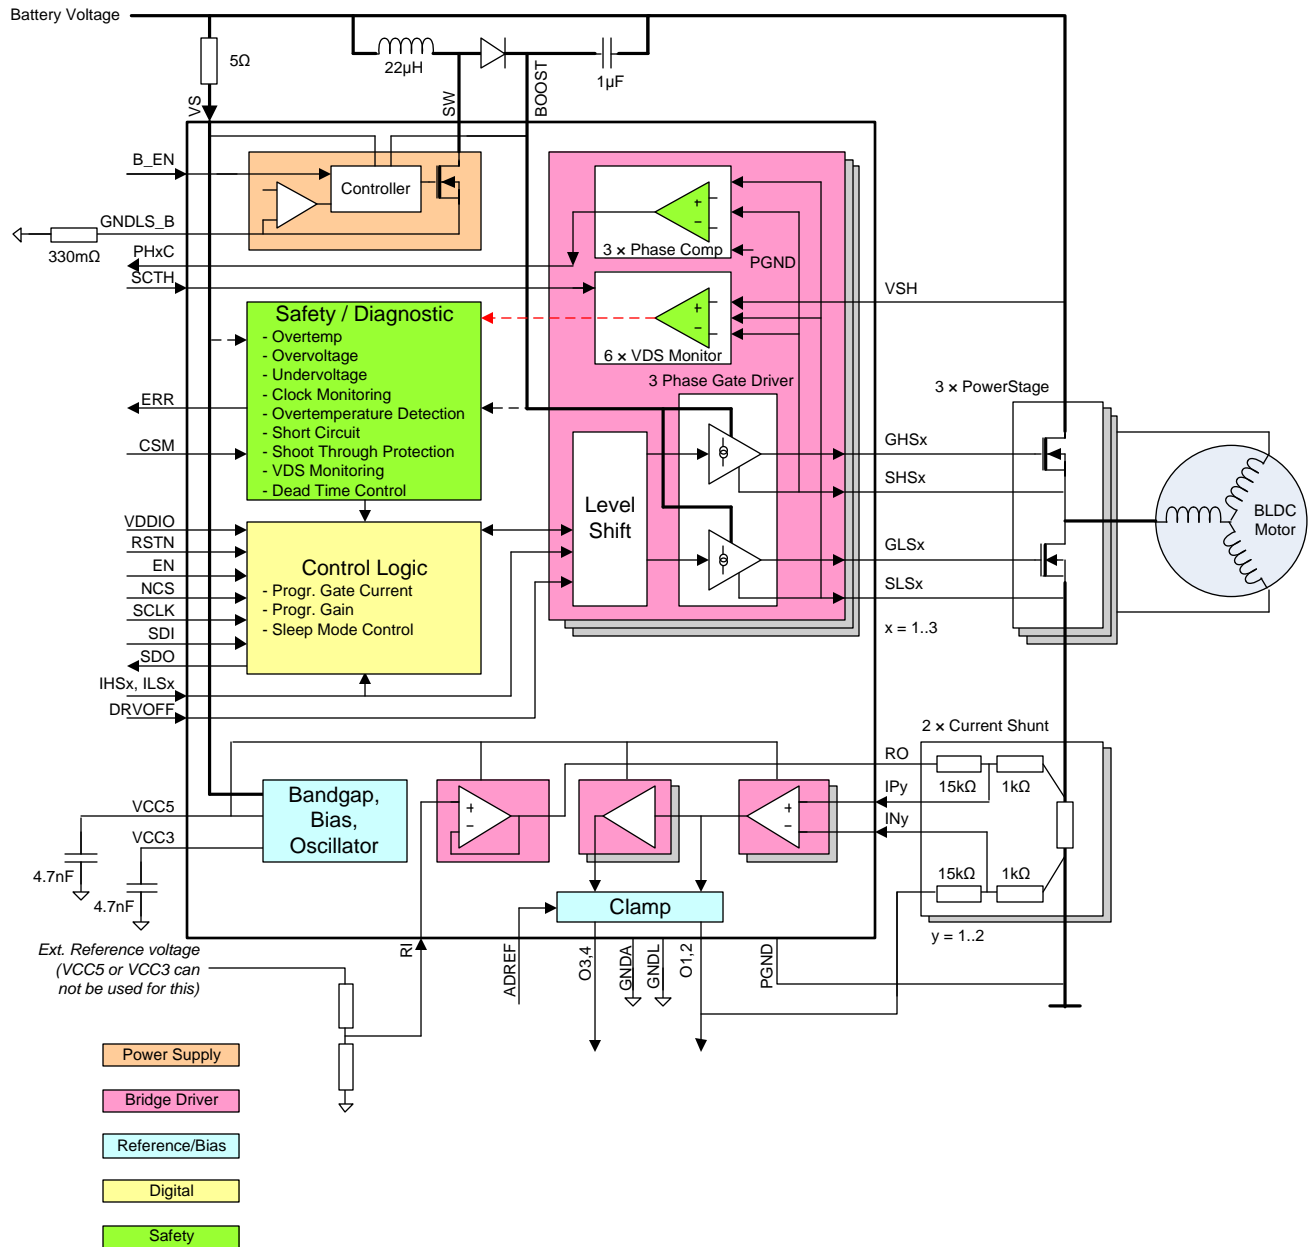 Battery Voltage
5Ω
22µH
1µF
VS
SW
BOOST
B_EN
Controller
GNDLS_B
330mΩ
PHxC
SCTH
3 × Phase Comp
PGND
VSH
6 × VDS Monitor
Safety / Diagnostic
- Overtemp
- Overvoltage
- Undervoltage
- Clock Monitoring
- Overtemperature Detection
- Short Circuit
- Shoot Through Protection
- VDS Monitoring
- Dead Time Control
ERR
CSM
3 Phase Gate Driver
3 × PowerStage
GHSx
SHSx
Level
Shift
GLSx
SLSx
BLDC
Motor
x = 1..3
VDDIO
RSTN
EN
NCS
SCLK
SDI
SDO
Control Logic
- Progr. Gate Current
- Progr. Gain
- Sleep Mode Control
IHSx, ILSx
DRVOFF
2 × Current Shunt
RO
IPy
INy
15kΩ
1kΩ
15kΩ
1kΩ
y = 1..2
VCC5
VCC3
4.7nF
4.7nF
Bandgap,
Bias,
Oscillator
+
−
+
−
+
−
+
−
Clamp
RI
ADREF
O3,4
GNDA
GNDL
O1,2
PGND
Ext. Reference voltage
(VCC5 or VCC3 can
not be used for this)
Power Supply
Bridge Driver
Reference/Bias
Digital
Safety